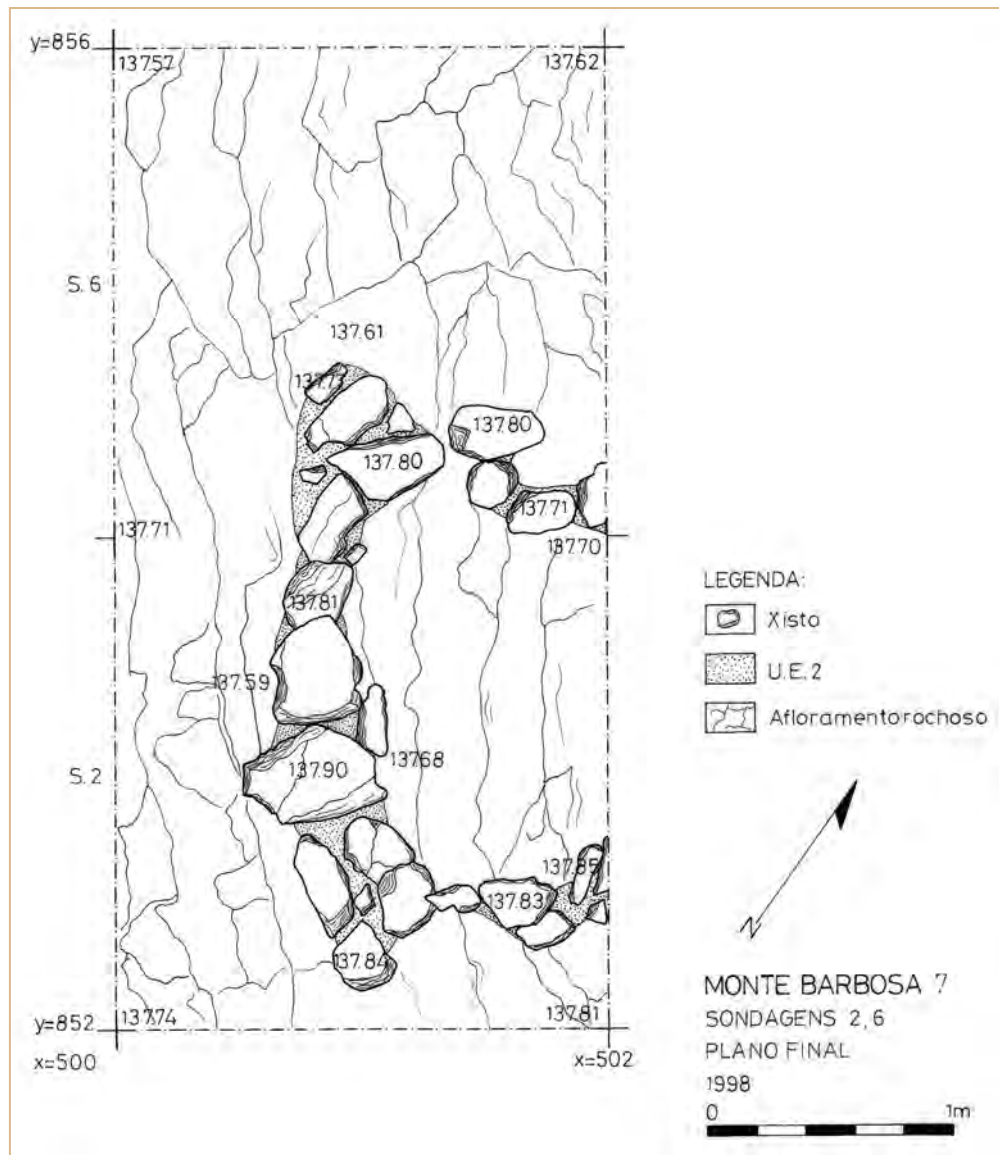 y=856
137.57
137.62
S.6
137.61
137.80
137.80
137.71
137.71
137.70
137.81
137.59
137.68
S.2
137.90
137.85
137.83
137.84
y=852
137.74
137.81
x=500
x=502
LEGENDA:
Xisto
U.E.2
Afloramento rochoso
N
MONTE BARBOSA 7
SONDAGENS 2,6
PLANO FINAL
1998
0 1m